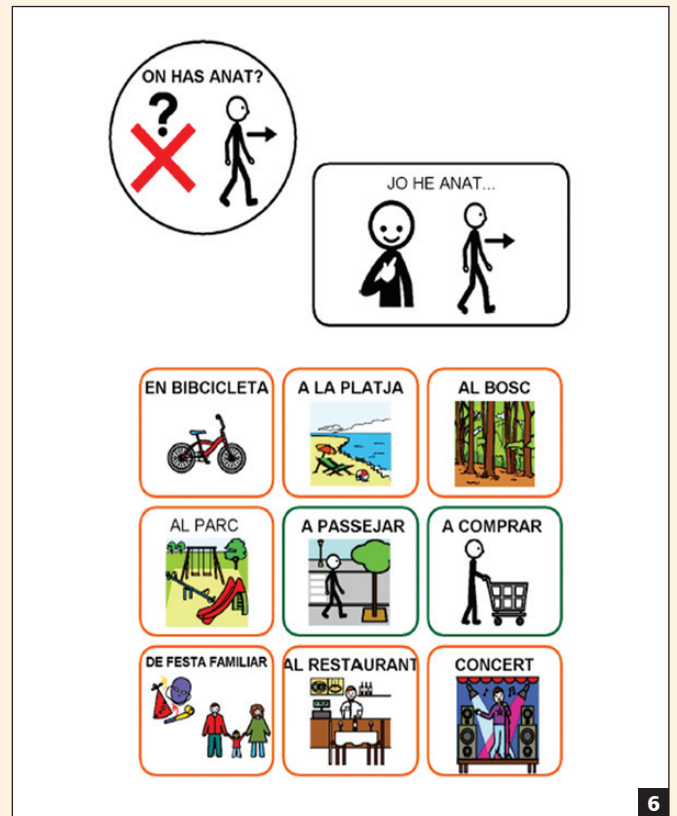 ON HAS ANAT?
?
JO HE ANAT...
EN BIBCICLETA
A LA PLATJA
AL BOSC
AL PARC
A PASSEJAR
A COMPRAR
DE FESTA FAMILIAR
AL RESTAURANT
CONCERT
6